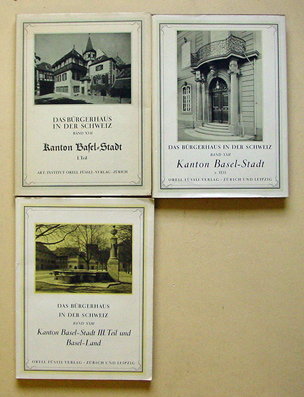 DAS BÜRGERHAUS
IN DER SCHWEIZ
BAND XVII
Kanton Basel-Stadt
I. Teil
ART. INSTITUT ORELL FÜSSLI · VERLAG · ZÜRICH
DAS BÜRGERHAUS IN DER SCHWEIZ
BAND XXII
Kanton Basel-Stadt
2. TEIL
ORELL FÜSSLI VERLAG · ZÜRICH UND LEIPZIG
DAS BÜRGERHAUS
IN DER SCHWEIZ
BAND XXIII
Kanton Basel-Stadt III. Teil und
Basel-Land
ORELL FÜSSLI VERLAG · ZÜRICH UND LEIPZIG